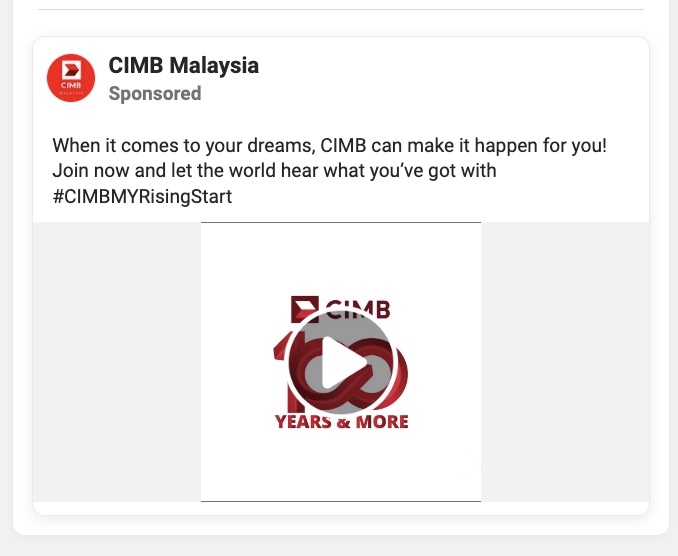 CIMB
MALAYSIA
CIMB Malaysia
Sponsored
When it comes to your dreams, CIMB can make it happen for you!
Join now and let the world hear what you’ve got with
#CIMBMYRisingStart
CIMB
100
YEARS & MORE